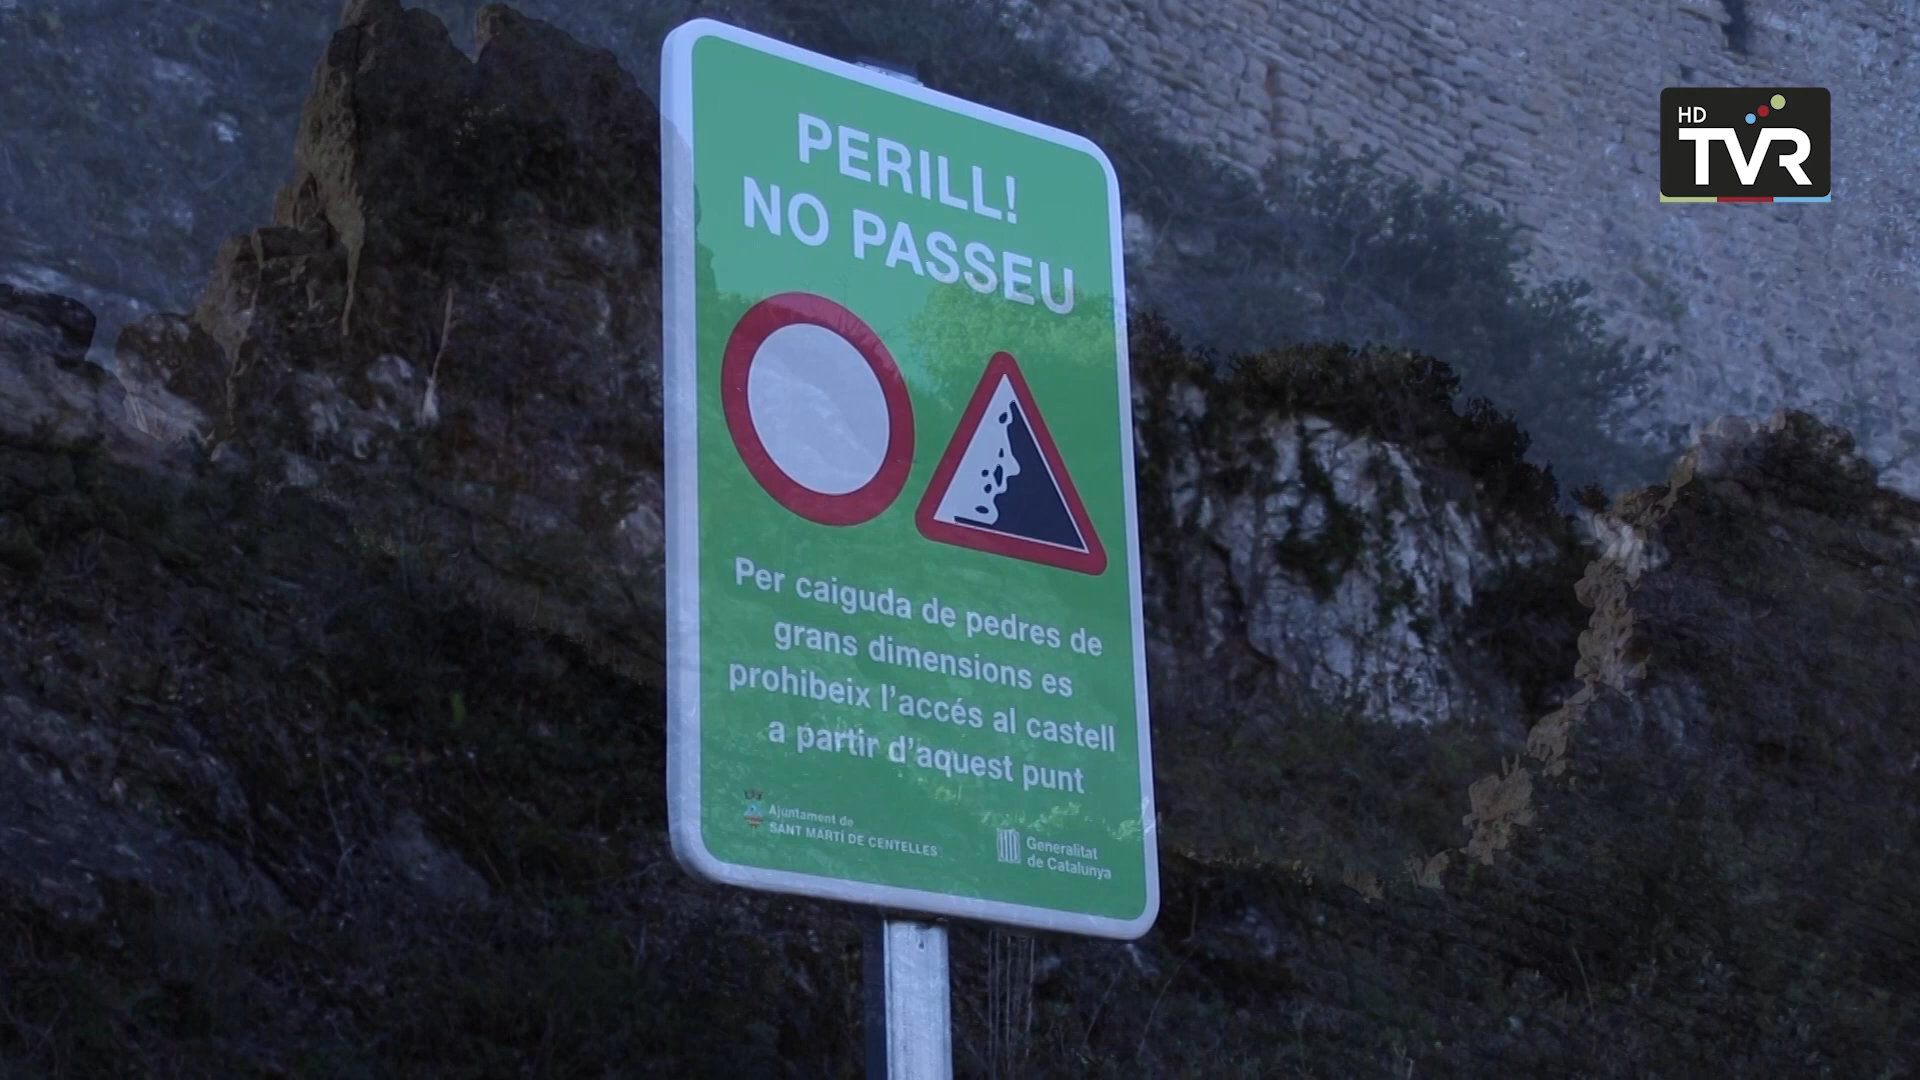 HD
TVR
PERILL!
NO PASSEU
Per caiguda de pedres de
grans dimensions es
prohibeix l'accés al castell
a partir d'aquest punt
Ajuntament de
SANT MARTÍ DE CENTELLES
Generalitat
de Catalunya